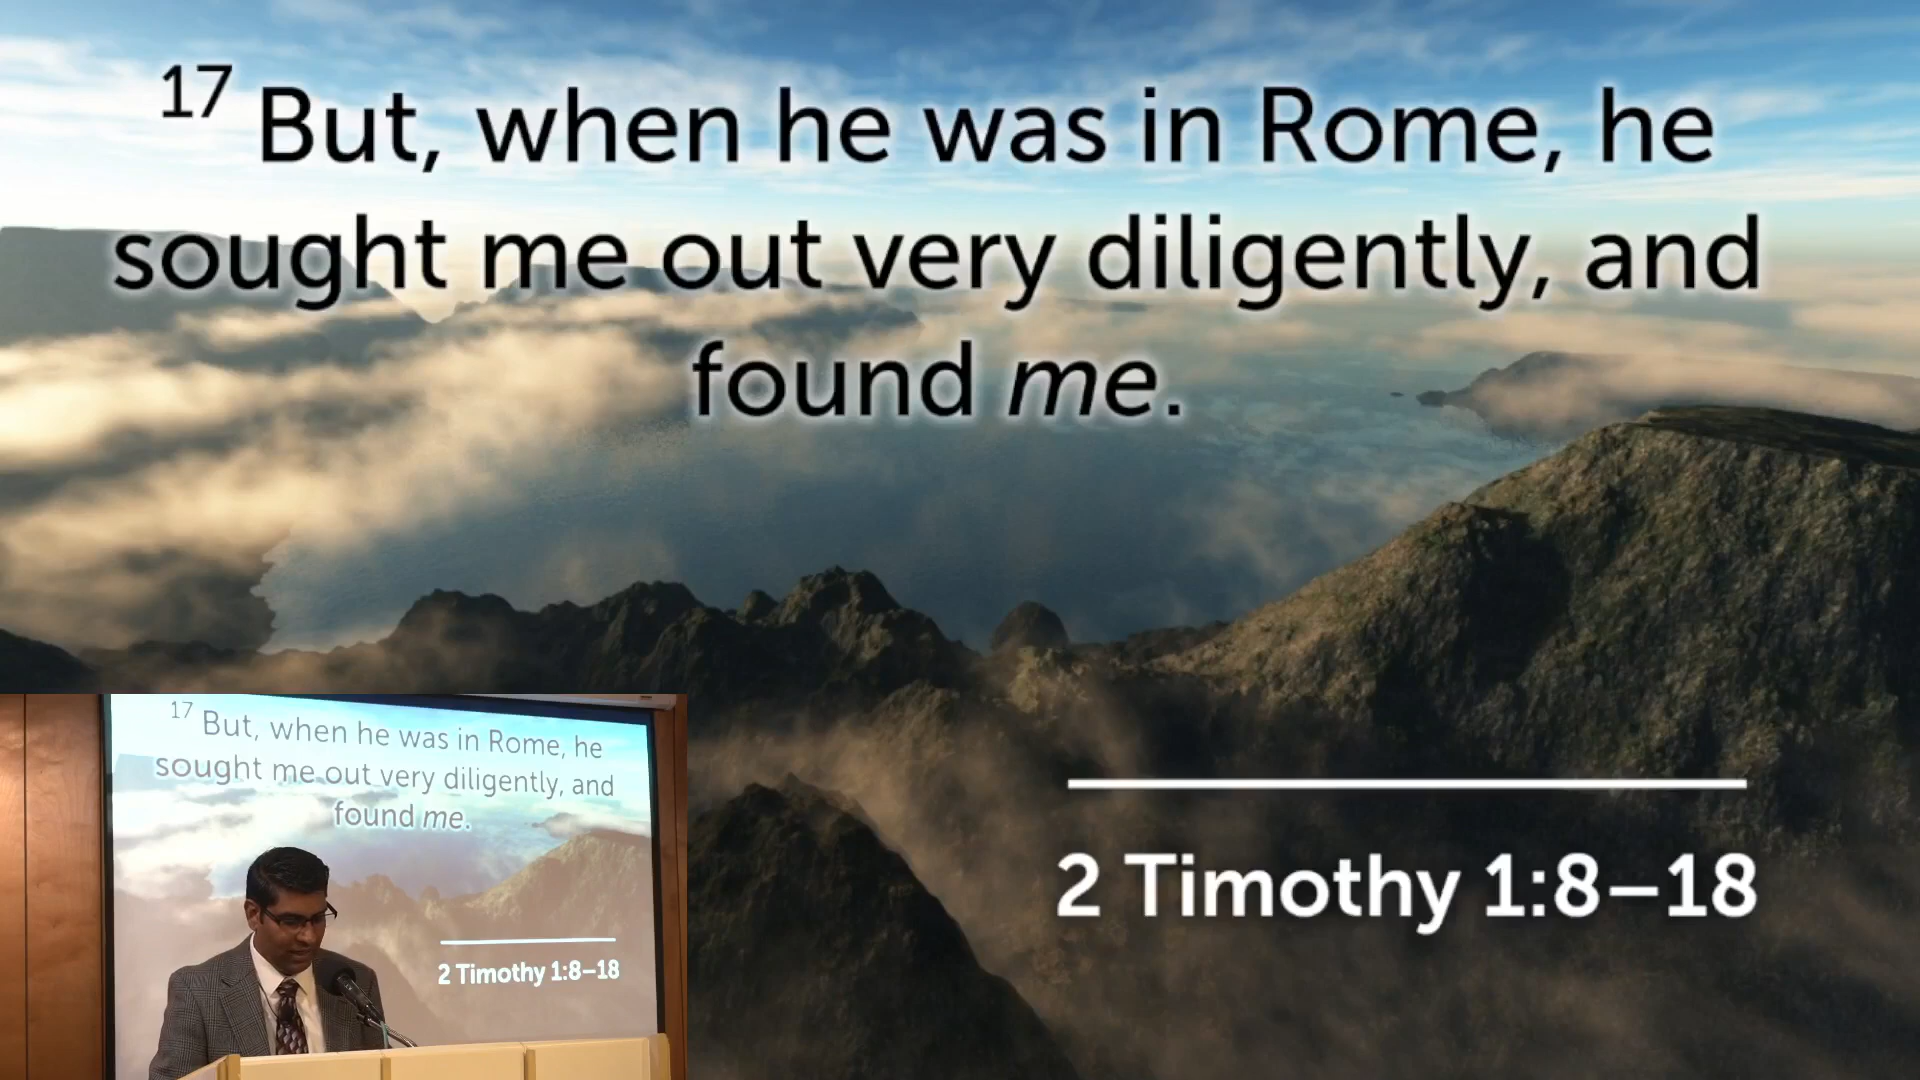 17 But, when he was in Rome, he
sought me out very diligently, and
found me.
2 Timothy 1:8–18
17 But, when he was in Rome, he
sought me out very diligently, and
found me.
2 Timothy 1:8–18